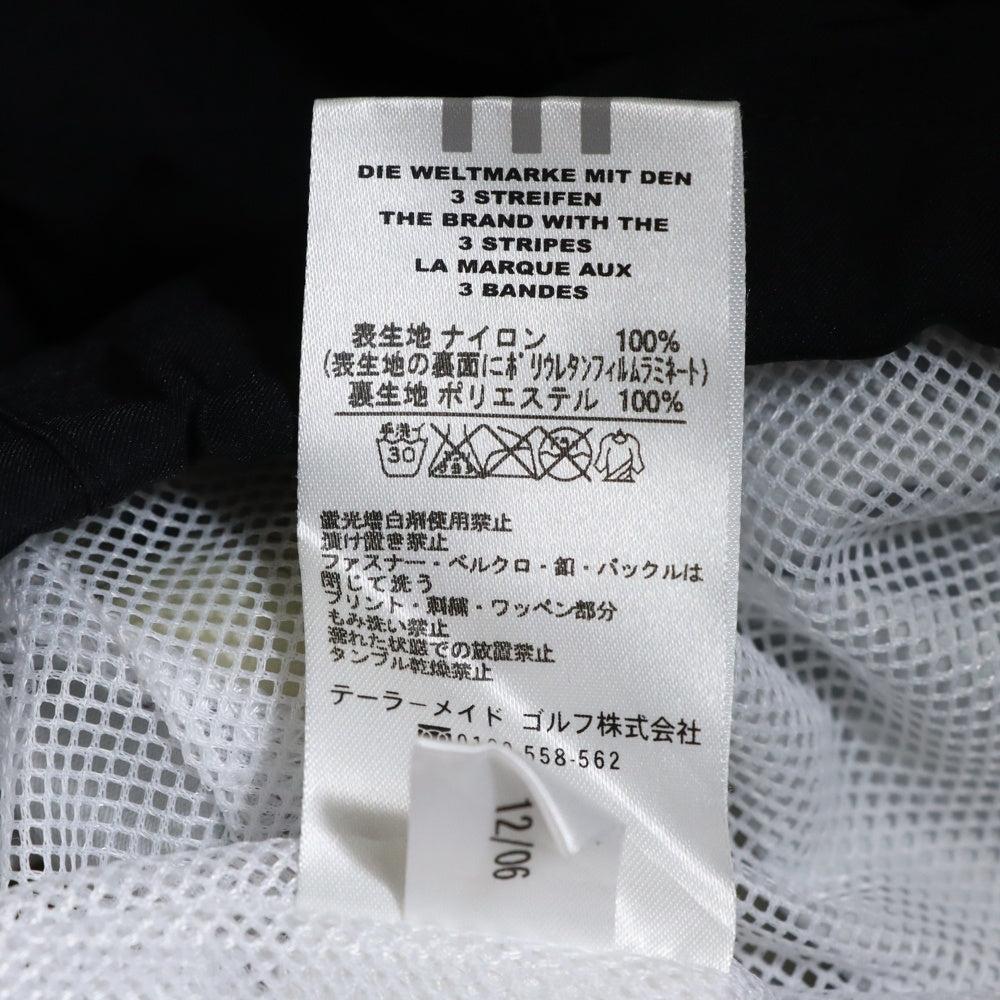 DIE WELTMARKE MIT DEN
3 STREIFEN
THE BRAND WITH THE
3 STRIPES
LA MARQUE AUX
3 BANDES
表生地 ナイロン 100%
(表生地の裏面にポリウレタンフィルムラミネート)
裏生地 ポリエステル 100%
手洗イ
30
蛍光増白剤使用禁止
漬け置き禁止
ファスナー・ベルクロ・釦・バックルは
閉じて洗う
プリント・刺繍・ワッペン部分
もみ洗い禁止
濡れた状態での放置禁止
タンブル乾燥禁止
テーラーメイド ゴルフ株式会社
558-562
12/06